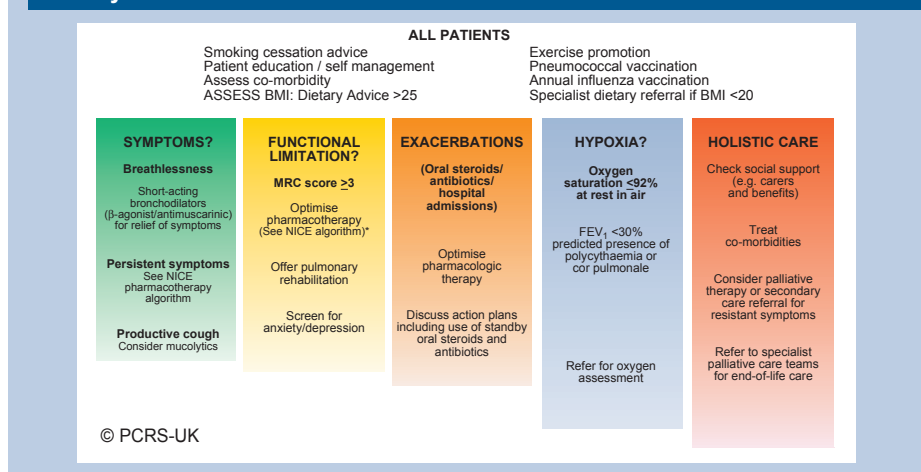 ALL PATIENTS
Smoking cessation advice
Patient education / self management
Assess co-morbidity
ASSESS BMI: Dietary Advice >25
Exercise promotion
Pneumococcal vaccination
Annual influenza vaccination
Specialist dietary referral if BMI <20
SYMPTOMS?
Breathlessness
Short-acting
bronchodilators
(β-agonist/antimuscarinic)
for relief of symptoms
Persistent symptoms
See NICE
pharmacotherapy
algorithm
Productive cough
Consider mucolytics
FUNCTIONAL
LIMITATION?
MRC score ≥3
Optimise
pharmacotherapy
(See NICE algorithm)*
Offer pulmonary
rehabilitation
Screen for
anxiety/depression
EXACERBATIONS
(Oral steroids/
antibiotics/
hospital
admissions)
Optimise
pharmacologic
therapy
Discuss action plans
including use of standby
oral steroids and
antibiotics
HYPOXIA?
Oxygen
saturation ≤92%
at rest in air
FEV₁ <30%
predicted presence of
polycythaemia or
cor pulmonale
Refer for oxygen
assessment
HOLISTIC CARE
Check social support
(e.g. carers
and benefits)
Treat
co-morbidities
Consider palliative
therapy or secondary
care referral for
resistant symptoms
Refer to specialist
palliative care teams
for end-of-life care
© PCRS-UK